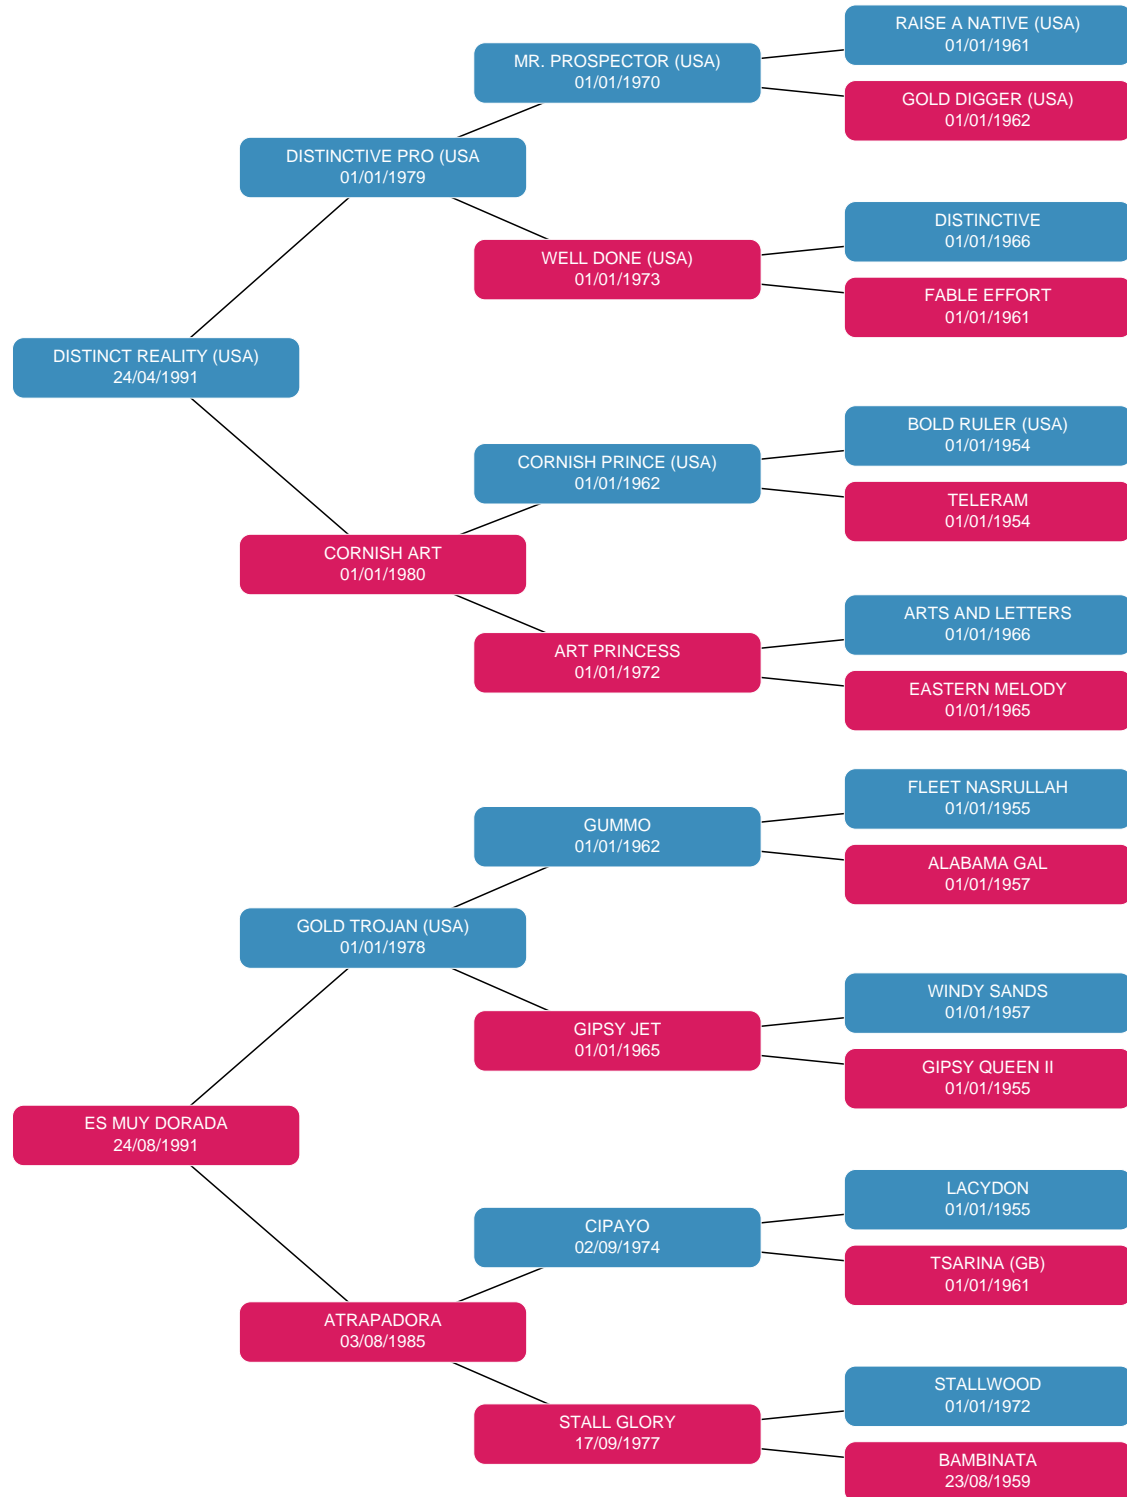 RAISE A NATIVE (USA)
01/01/1961
MR. PROSPECTOR (USA)
01/01/1970
GOLD DIGGER (USA)
01/01/1962
DISTINCTIVE PRO (USA
01/01/1979
DISTINCTIVE
01/01/1966
WELL DONE (USA)
01/01/1973
FABLE EFFORT
01/01/1961
DISTINCT REALITY (USA)
24/04/1991
BOLD RULER (USA)
01/01/1954
CORNISH PRINCE (USA)
01/01/1962
TELERAM
01/01/1954
CORNISH ART
01/01/1980
ARTS AND LETTERS
01/01/1966
ART PRINCESS
01/01/1972
EASTERN MELODY
01/01/1965
FLEET NASRULLAH
01/01/1955
GUMMO
01/01/1962
ALABAMA GAL
01/01/1957
GOLD TROJAN (USA)
01/01/1978
WINDY SANDS
01/01/1957
GIPSY JET
01/01/1965
GIPSY QUEEN II
01/01/1955
ES MUY DORADA
24/08/1991
LACYDON
01/01/1955
CIPAYO
02/09/1974
TSARINA (GB)
01/01/1961
ATRAPADORA
03/08/1985
STALLWOOD
01/01/1972
STALL GLORY
17/09/1977
BAMBINATA
23/08/1959